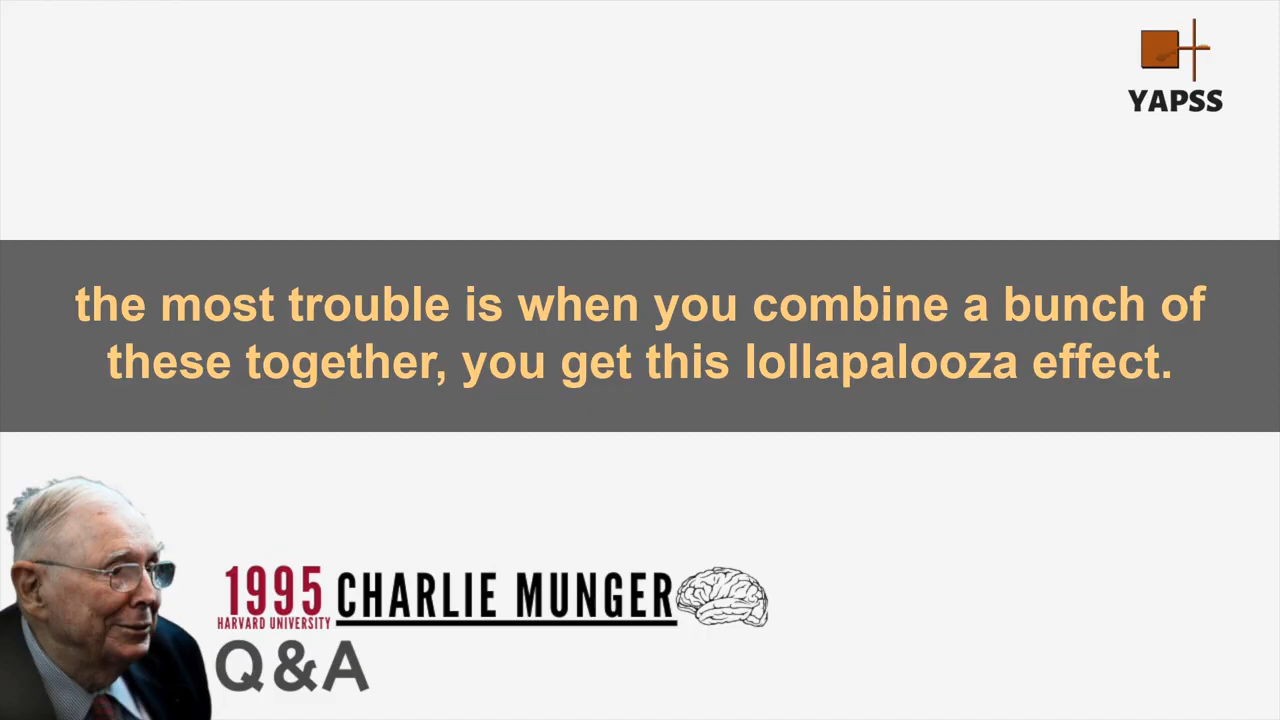 YAPSS
the most trouble is when you combine a bunch of
these together, you get this lollapalooza effect.
1995 CHARLIE MUNGER
HARVARD UNIVERSITY
Q&A